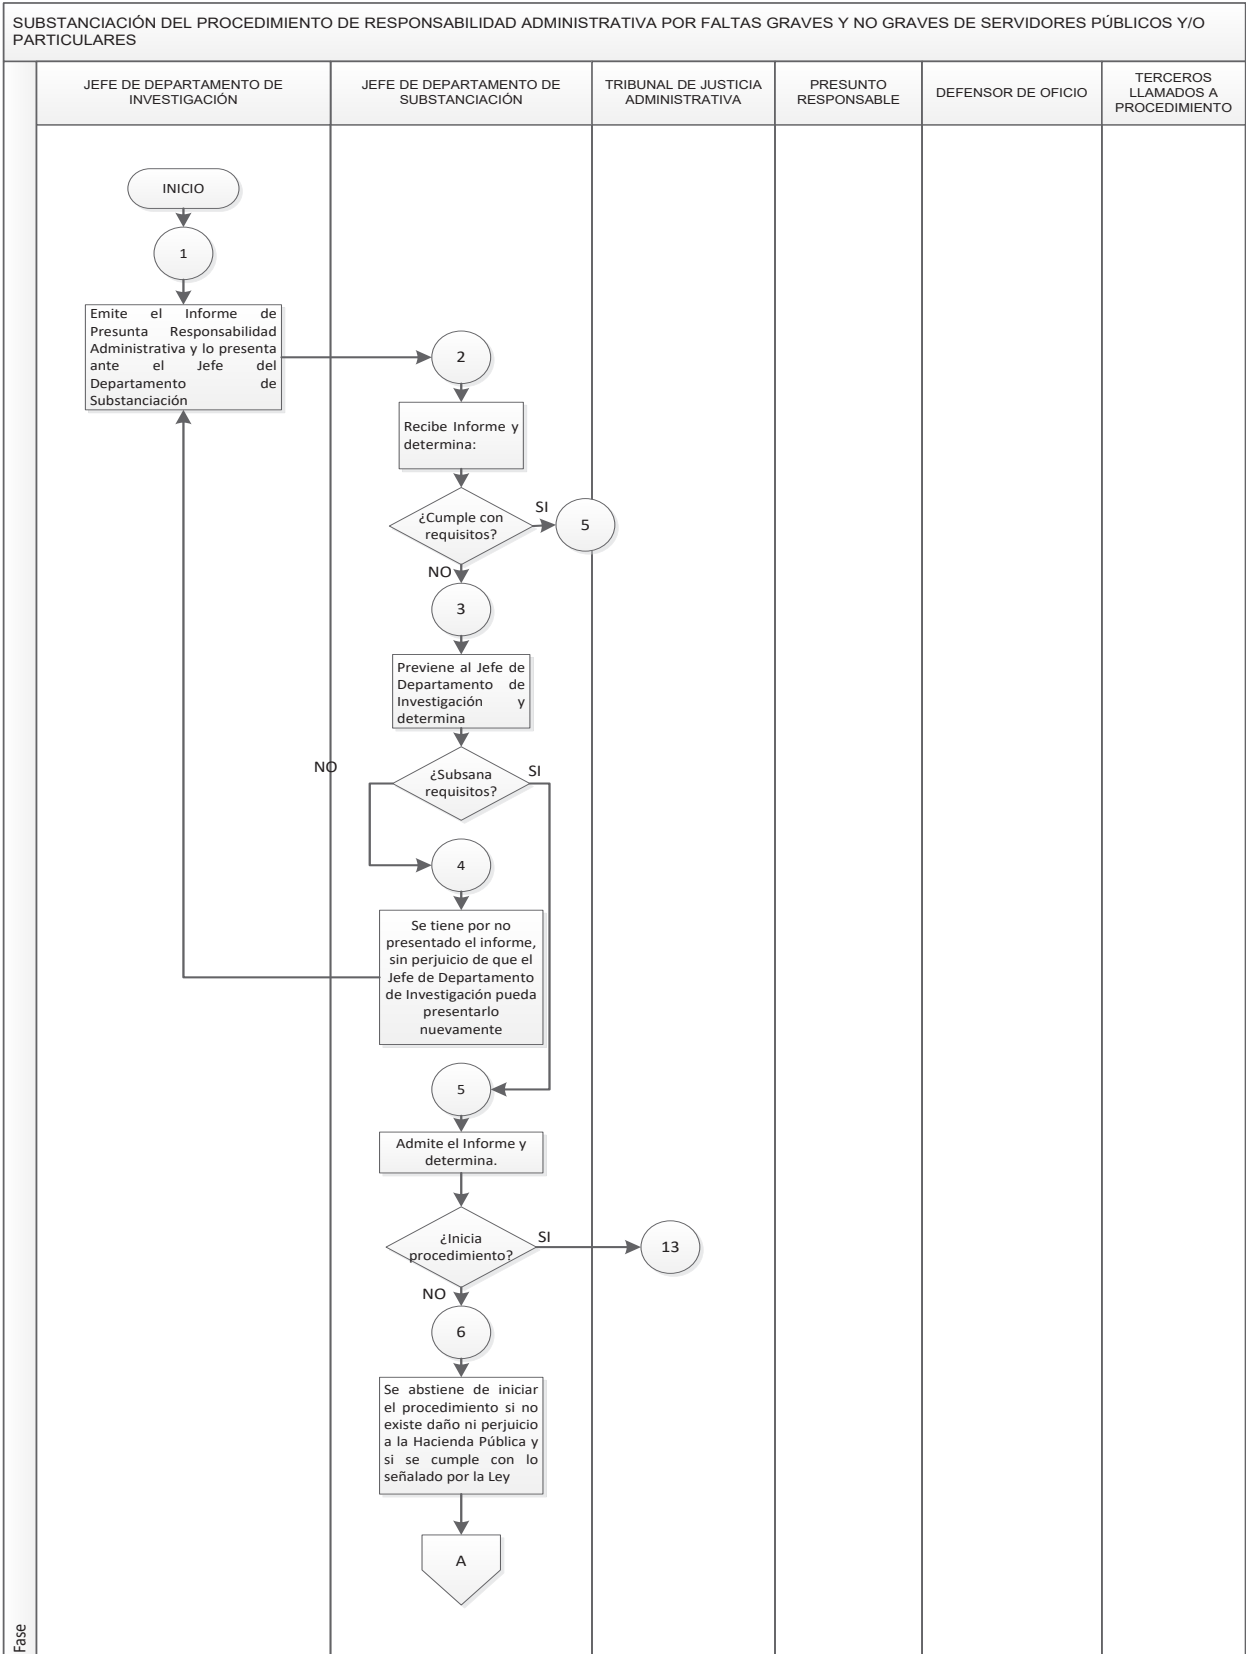 SUBSTANCIACIÓN DEL PROCEDIMIENTO DE RESPONSABILIDAD ADMINISTRATIVA POR FALTAS GRAVES Y NO GRAVES DE SERVIDORES PÚBLICOS Y/O
PARTICULARES
JEFE DE DEPARTAMENTO DE
INVESTIGACIÓN
JEFE DE DEPARTAMENTO DE
SUBSTANCIACIÓN
TRIBUNAL DE JUSTICIA
ADMINISTRATIVA
PRESUNTO
RESPONSABLE
DEFENSOR DE OFICIO
TERCEROS
LLAMADOS A
PROCEDIMIENTO
INICIO
1
Emite el Informe de
Presunta Responsabilidad
Administrativa y lo presenta
ante el Jefe del
Departamento de
Substanciación
2
Recibe Informe y
determina:
¿Cumple con
requisitos?
SI
5
NO
3
Previene al Jefe de
Departamento de
Investigación y
determina
¿Subsana
requisitos?
SI
NO
4
Se tiene por no
presentado el informe,
sin perjuicio de que el
Jefe de Departamento
de Investigación pueda
presentarlo
nuevamente
5
Admite el Informe y
determina.
¿Inicia
procedimiento?
SI
13
NO
6
Se abstiene de iniciar
el procedimiento si no
existe daño ni perjuicio
a la Hacienda Pública y
si se cumple con lo
señalado por la Ley
A
Fase